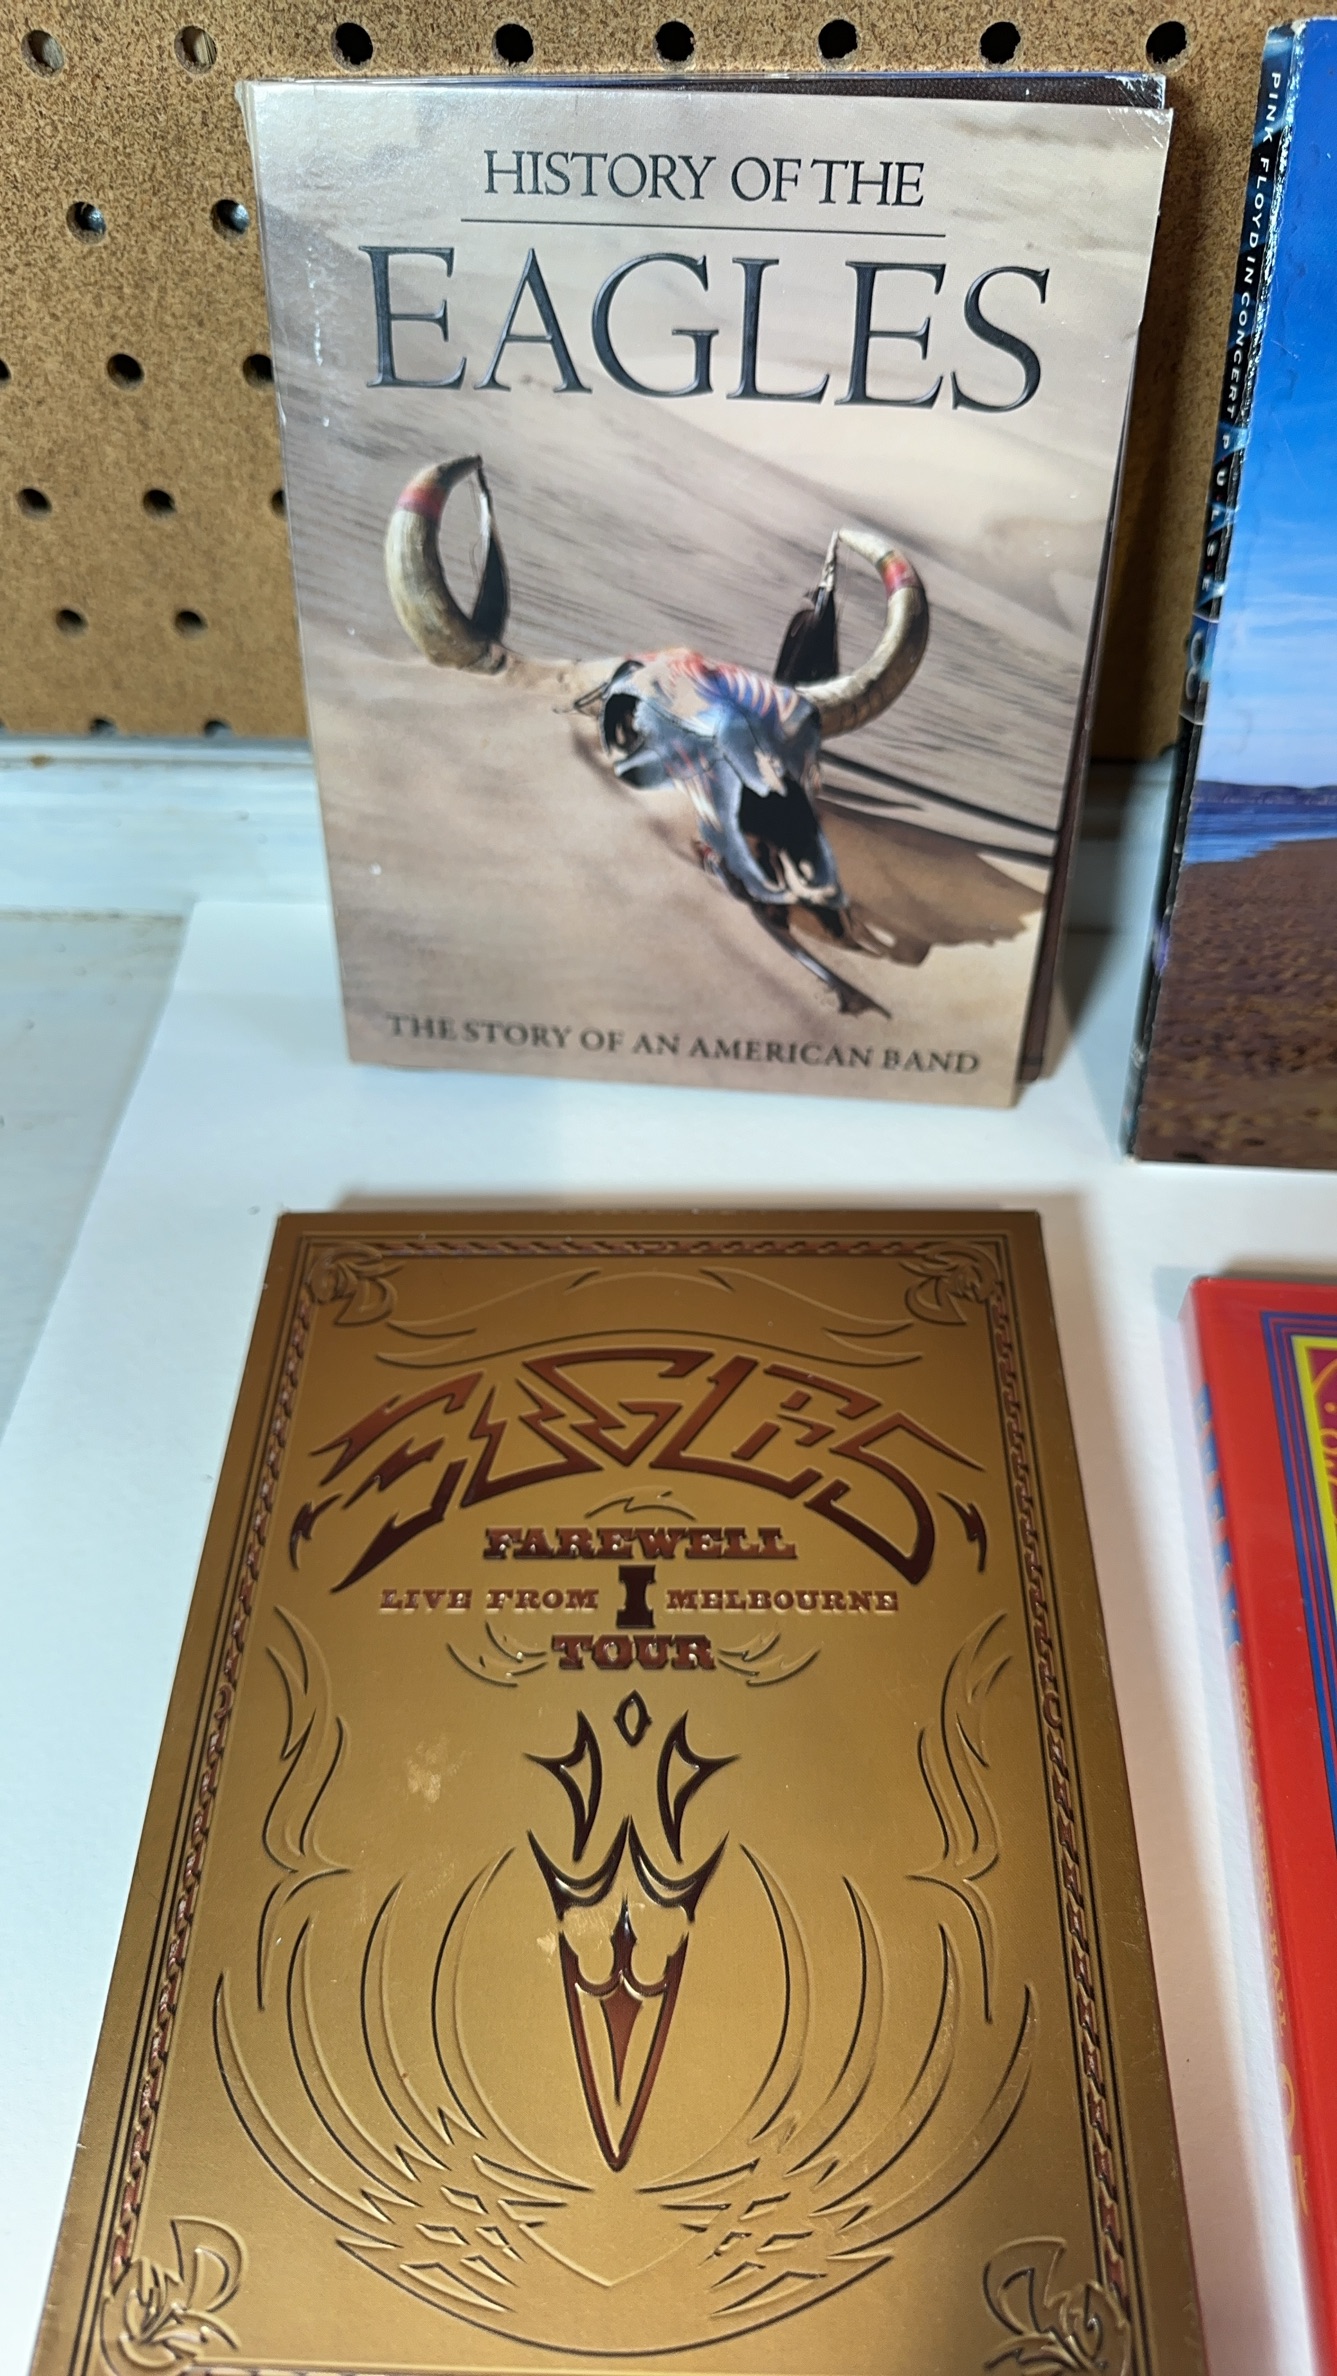 HISTORY OF THE
EAGLES
THE STORY OF AN AMERICAN BAND
PINK FLOYD IN CONCERT P·U·L·S·E
EAGLES
FAREWELL
LIVE FROM I MELBOURNE
TOUR